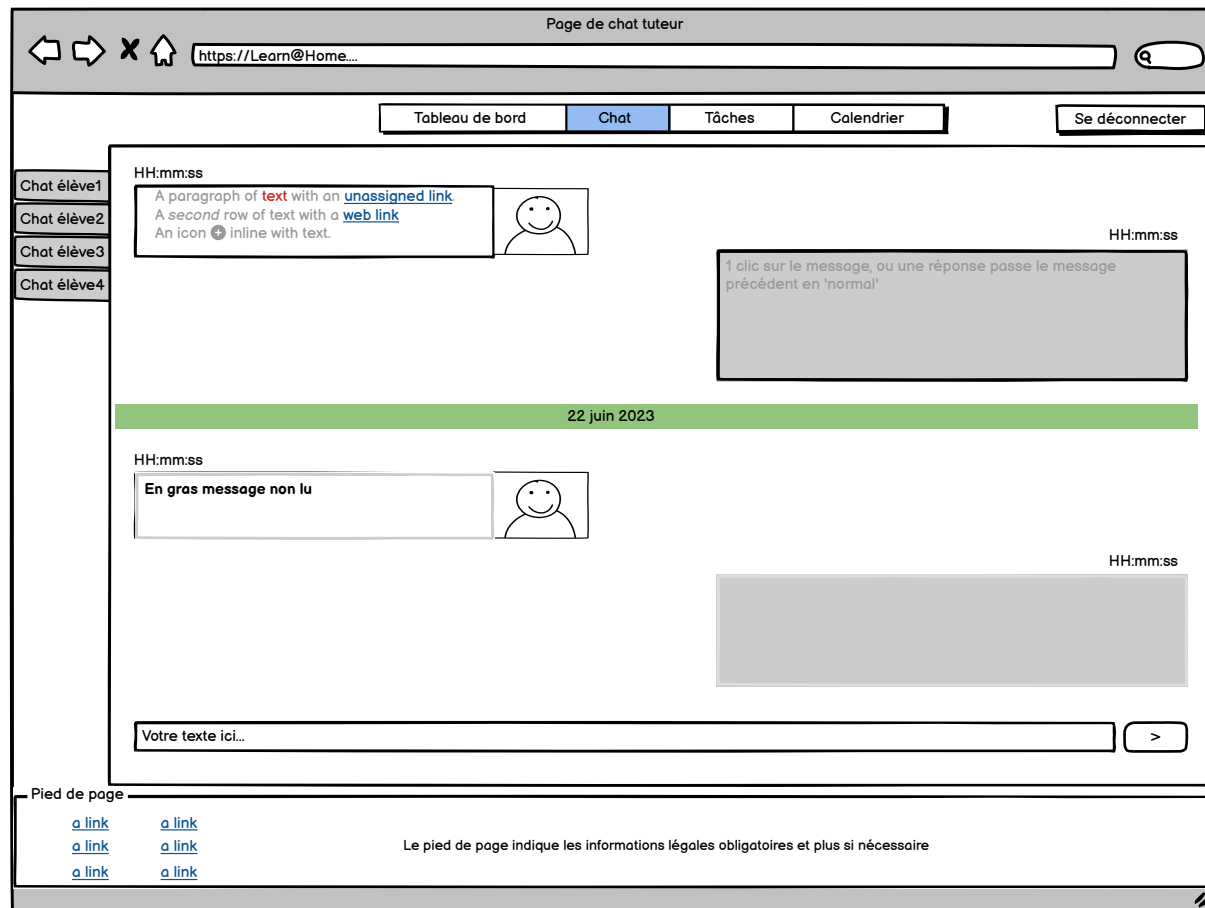 Page de chat tuteur
https://Learn@Home....
Tableau de bord
Chat
Tâches
Calendrier
Se déconnecter
Chat élève1
Chat élève2
Chat élève3
Chat élève4
HH:mm:ss
A paragraph of text with an unassigned link.
A second row of text with a web link
An icon inline with text.
HH:mm:ss
1 clic sur le message, ou une réponse passe le message
précédent en 'normal'
22 juin 2023
HH:mm:ss
En gras message non lu
HH:mm:ss
Votre texte ici...
>
Pied de page
a link a link
a link a link
a link a link
Le pied de page indique les informations légales obligatoires et plus si nécessaire